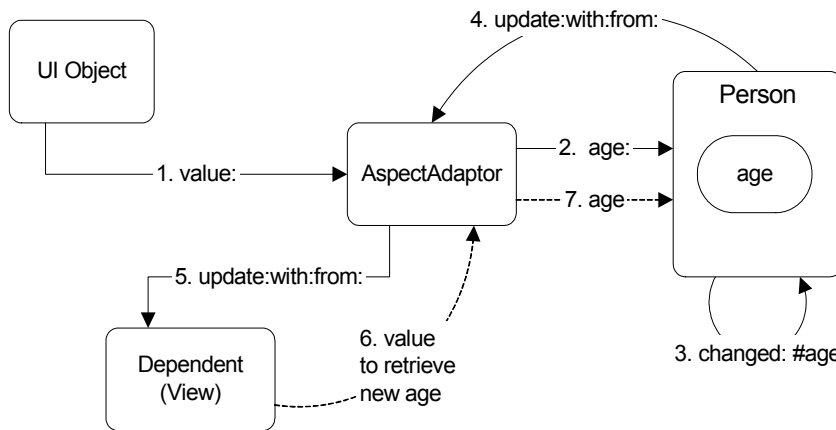 4. update:with:from:
UI Object
Person
1. value:
AspectAdaptor
2. age:
age
7. age
5. update:with:from:
6. value
to retrieve
new age
3. changed: #age
Dependent
(View)